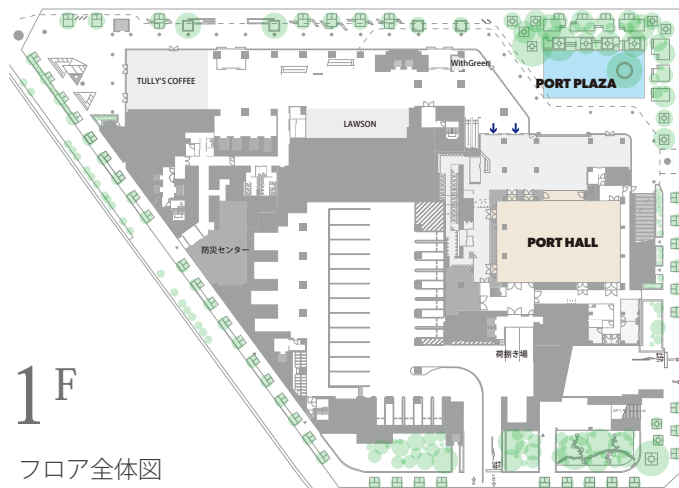 WithGreen
TULLY'S COFFEE
PORT PLAZA
LAWSON
PORT HALL
防災センター
荷捌き場
1F
フロア全体図